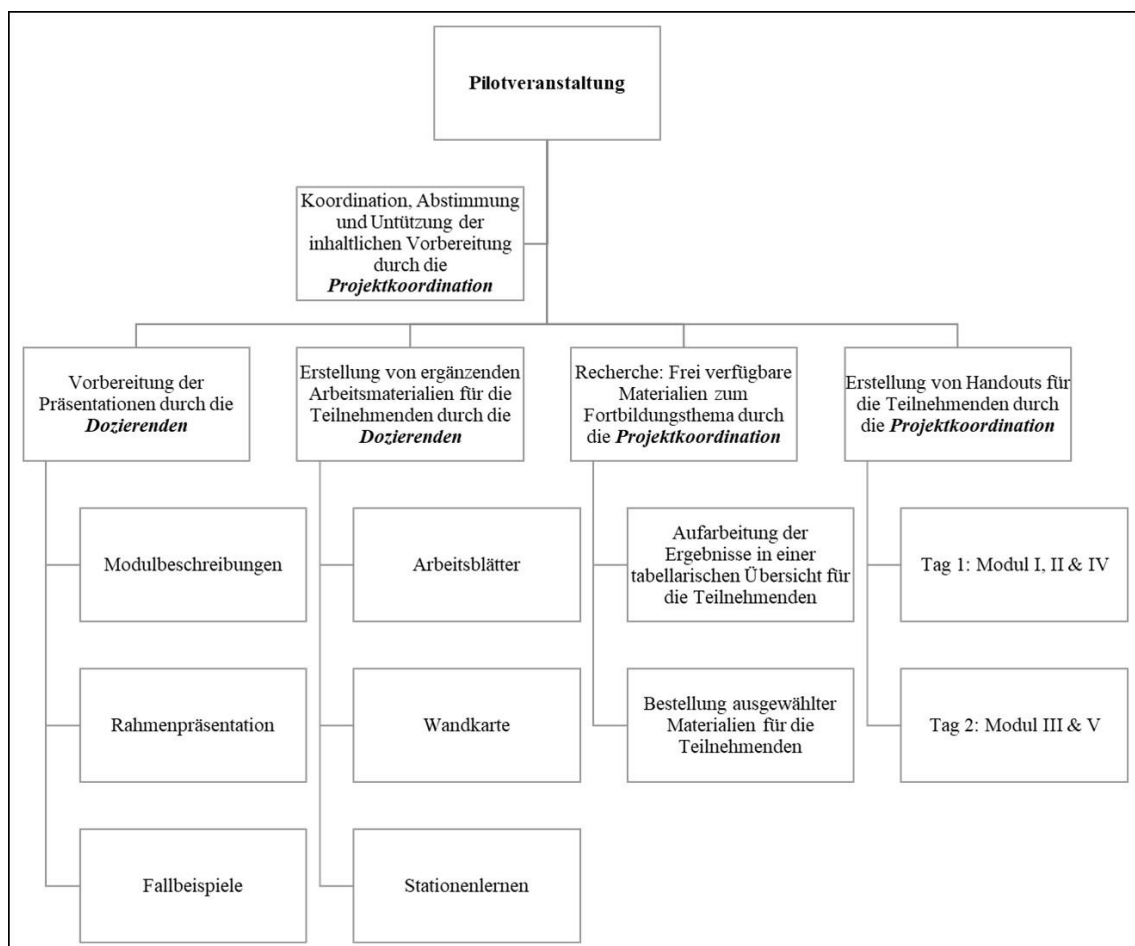 Pilotveranstaltung
Koordination, Abstimmung
und Untützung der
inhaltlichen Vorbereitung
durch die
Projektkoordination
Vorbereitung der
Präsentationen durch die
Dozierenden
Erstellung von ergänzenden
Arbeitsmaterialien für die
Teilnehmenden durch die
Dozierenden
Recherche: Frei verfügbare
Materialien zum
Fortbildungsthema durch
die Projektkoordination
Erstellung von Handouts für
die Teilnehmenden durch
die Projektkoordination
Modulbeschreibungen
Rahmenpräsentation
Fallbeispiele
Arbeitsblätter
Wandkarte
Stationenlernen
Aufarbeitung der
Ergebnisse in einer
tabellarischen Übersicht für
die Teilnehmenden
Bestellung ausgewählter
Materialien für die
Teilnehmenden
Tag 1: Modul I, II & IV
Tag 2: Modul III & V